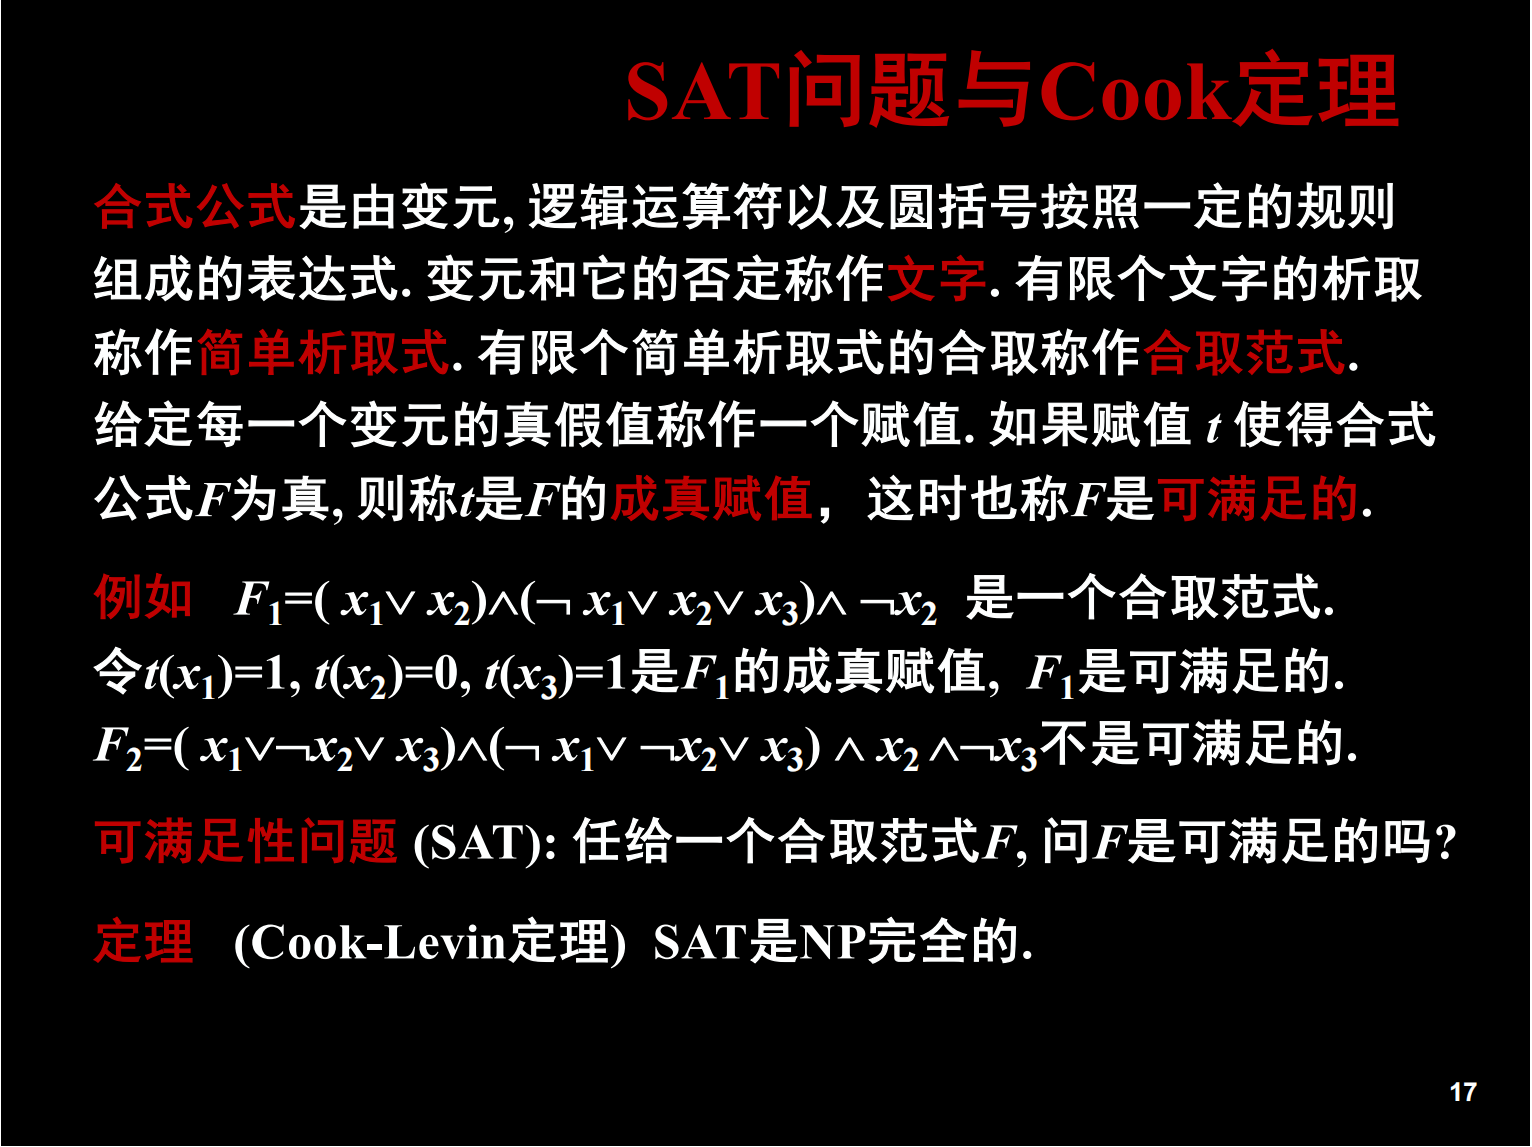 SAT问题与Cook定理
合式公式是由变元, 逻辑运算符以及圆括号按照一定的规则
组成的表达式. 变元和它的否定称作文字. 有限个文字的析取
称作简单析取式. 有限个简单析取式的合取称作合取范式.
给定每一个变元的真假值称作一个赋值. 如果赋值 t 使得合式
公式F为真, 则称t是F的成真赋值，这时也称F是可满足的.
例如 F₁=( x₁∨ x₂)∧(¬ x₁∨ x₂∨ x₃)∧ ¬x₂ 是一个合取范式.
令t(x₁)=1, t(x₂)=0, t(x₃)=1是F₁的成真赋值, F₁是可满足的.
F₂=( x₁∨¬x₂∨ x₃)∧(¬ x₁∨ ¬x₂∨ x₃) ∧ x₂ ∧¬x₃不是可满足的.
可满足性问题 (SAT): 任给一个合取范式F, 问F是可满足的吗?
定理 (Cook-Levin定理) SAT是NP完全的.
17